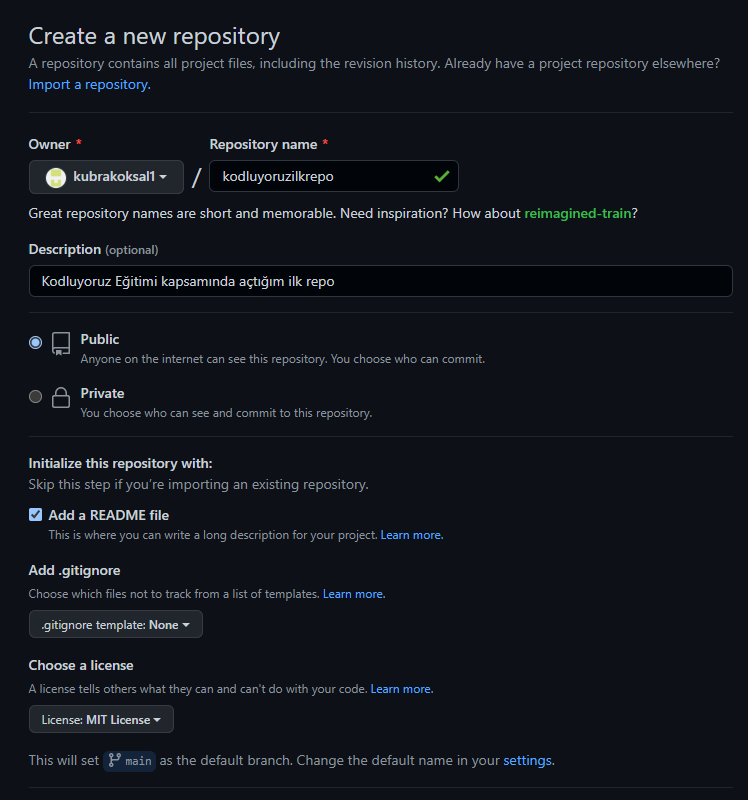 Create a new repository
A repository contains all project files, including the revision history. Already have a project repository elsewhere?
Import a repository.
Owner * Repository name *
kubrakoksal1 / kodluyoruzilkrepo
Great repository names are short and memorable. Need inspiration? How about reimagined-train?
Description (optional)
Kodluyoruz Eğitimi kapsamında açtığım ilk repo
Public
Anyone on the internet can see this repository. You choose who can commit.
Private
You choose who can see and commit to this repository.
Initialize this repository with:
Skip this step if you’re importing an existing repository.
Add a README file
This is where you can write a long description for your project. Learn more.
Add .gitignore
Choose which files not to track from a list of templates. Learn more.
.gitignore template: None
Choose a license
A license tells others what they can and can't do with your code. Learn more.
License: MIT License
This will set main as the default branch. Change the default name in your settings.